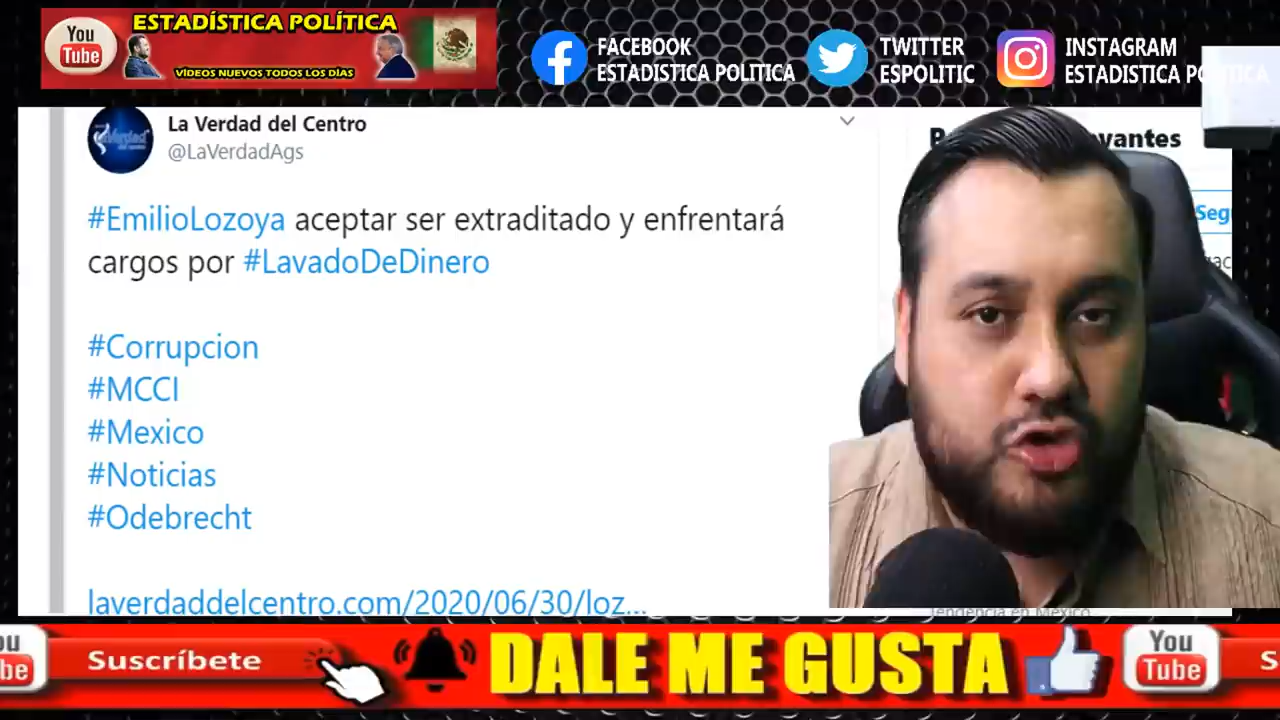 You
Tube
ESTADÍSTICA POLÍTICA
VÍDEOS NUEVOS TODOS LOS DÍAS
FACEBOOK
ESTADISTICA POLITICA
TWITTER
ESPOLITIC
INSTAGRAM
ESTADISTICA POLITICA
La Verdad del Centro
@LaVerdadAgs
#EmilioLozoya aceptar ser extraditado y enfrentará
cargos por #LavadoDeDinero
#Corrupcion
#MCCI
#Mexico
#Noticias
#Odebrecht
laverdaddelcentro.com/2020/06/30/loz...
vantes
Segu
Tendencia en México
Suscríbete
DALE ME GUSTA
You
Tube
S